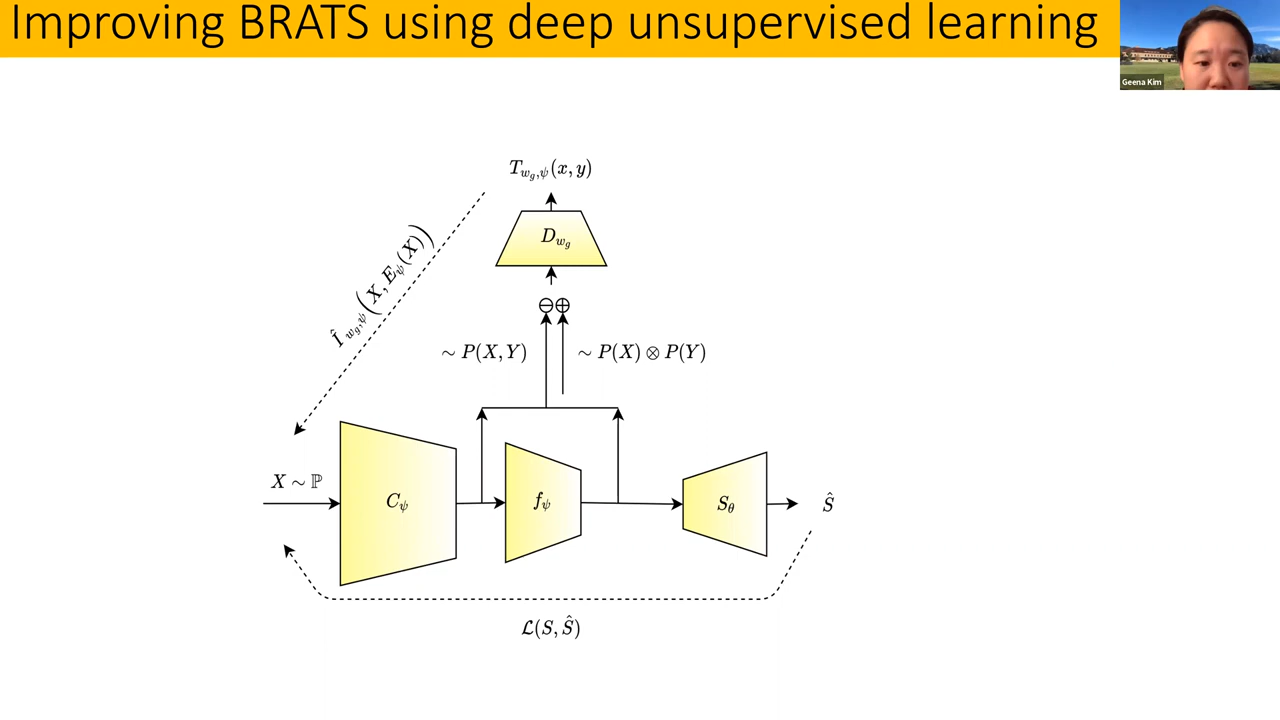 Improving BRATS using deep unsupervised learning
Geena Kim
T_{w_g,ψ}(x, y)
D_{w_g}
Î_{w_g,ψ}(X, E_ψ(X))
⊖⊕
∼ P(X, Y)
∼ P(X) ⊗ P(Y)
X ∼ ℙ
C_ψ
f_ψ
S_θ
Ŝ
ℒ(S, Ŝ)